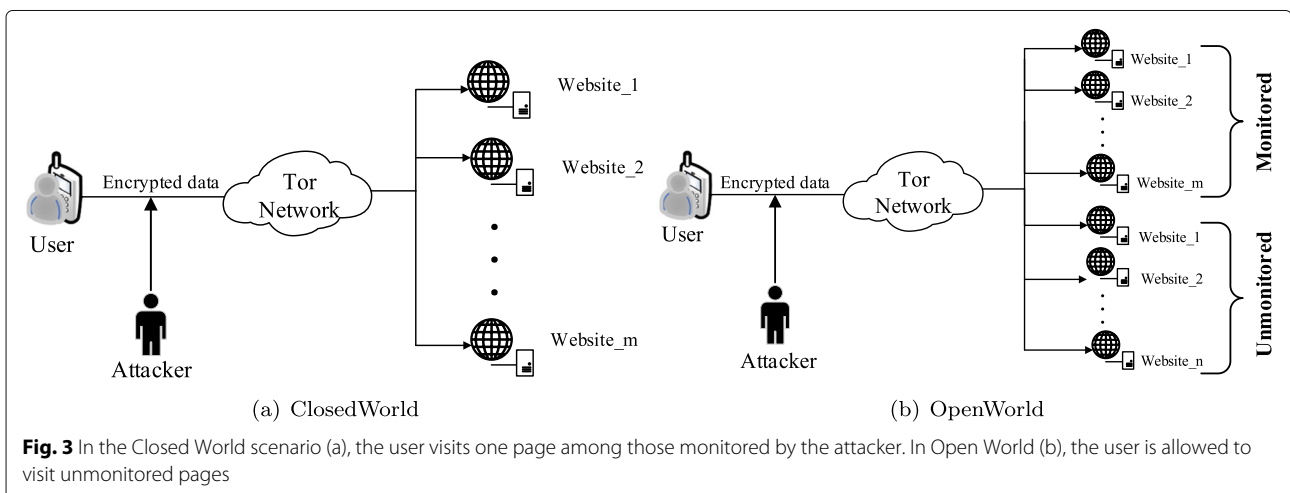 Website_1
Website_2
Website_m
Encrypted data
Tor
Network
User
Attacker
(a) ClosedWorld
Website_1
Website_2
Website_m
Monitored
Encrypted data
Tor
Network
User
Attacker
Website_1
Website_2
Website_n
Unmonitored
(b) OpenWorld
Fig. 3 In the Closed World scenario (a), the user visits one page among those monitored by the attacker. In Open World (b), the user is allowed to
visit unmonitored pages